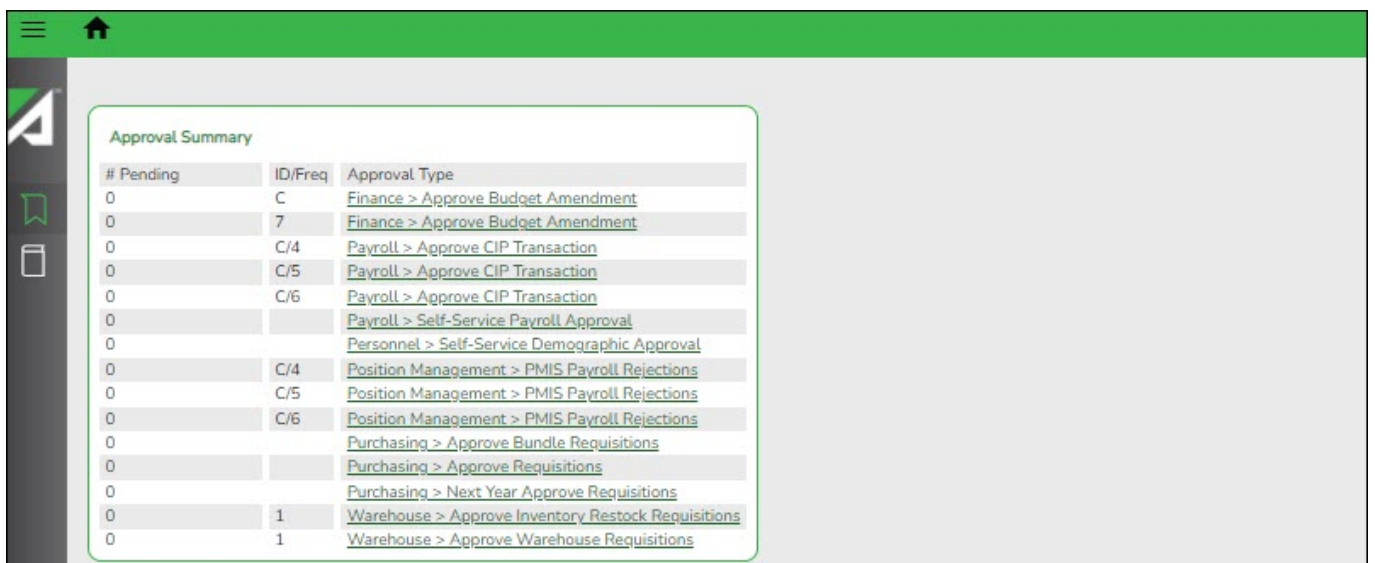 Approval Summary
# Pending ID/Freq Approval Type
0 C Finance > Approve Budget Amendment
0 7 Finance > Approve Budget Amendment
0 C/4 Payroll > Approve CIP Transaction
0 C/5 Payroll > Approve CIP Transaction
0 C/6 Payroll > Approve CIP Transaction
0 Payroll > Self-Service Payroll Approval
0 Personnel > Self-Service Demographic Approval
0 C/4 Position Management > PMIS Payroll Rejections
0 C/5 Position Management > PMIS Payroll Rejections
0 C/6 Position Management > PMIS Payroll Rejections
0 Purchasing > Approve Bundle Requisitions
0 Purchasing > Approve Requisitions
0 Purchasing > Next Year Approve Requisitions
0 1 Warehouse > Approve Inventory Restock Requisitions
0 1 Warehouse > Approve Warehouse Requisitions